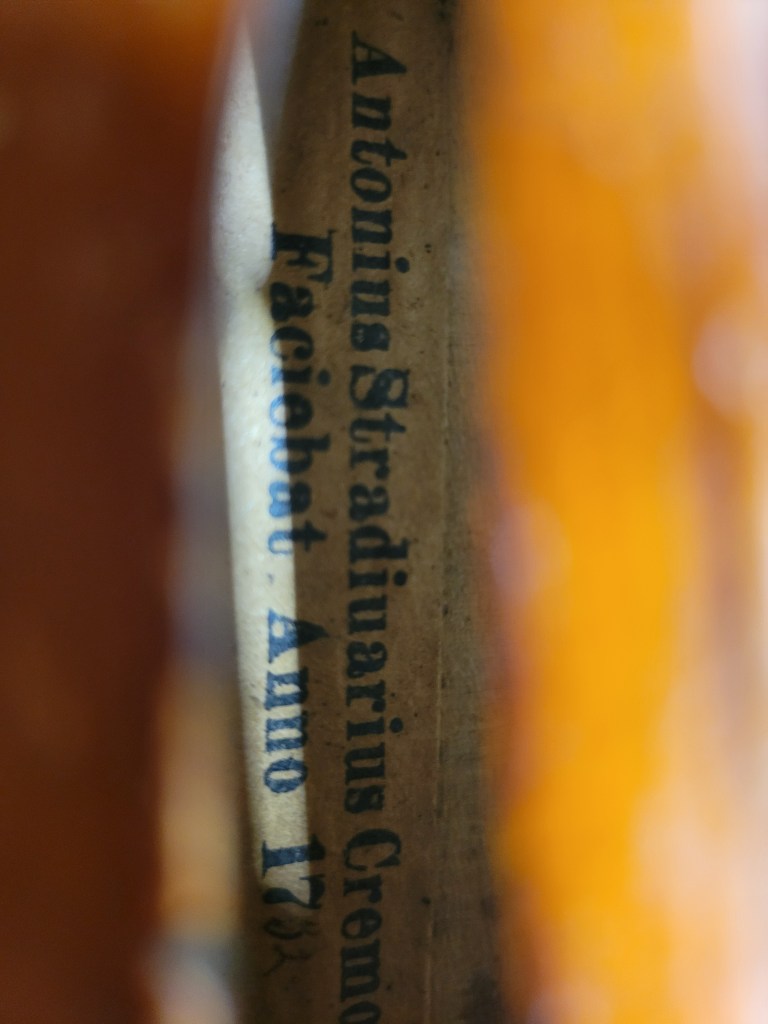 Antonius Stradiuarius Cremo
Faciebat Anno 17